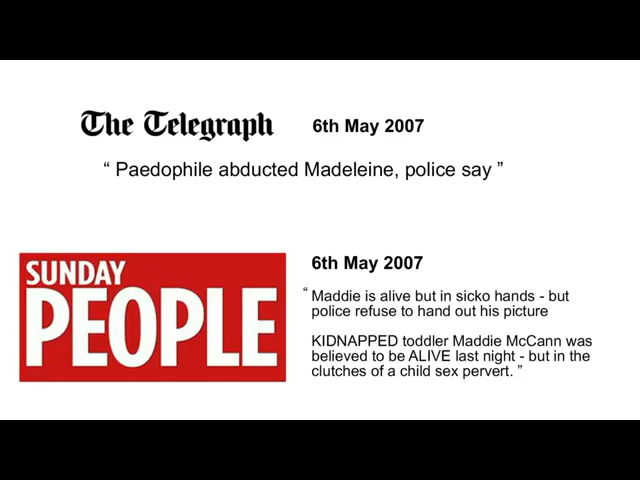 The Telegraph 6th May 2007
“ Paedophile abducted Madeleine, police say ”
SUNDAY
PEOPLE
6th May 2007
“ Maddie is alive but in sicko hands - but
police refuse to hand out his picture
KIDNAPPED toddler Maddie McCann was
believed to be ALIVE last night - but in the
clutches of a child sex pervert. ”